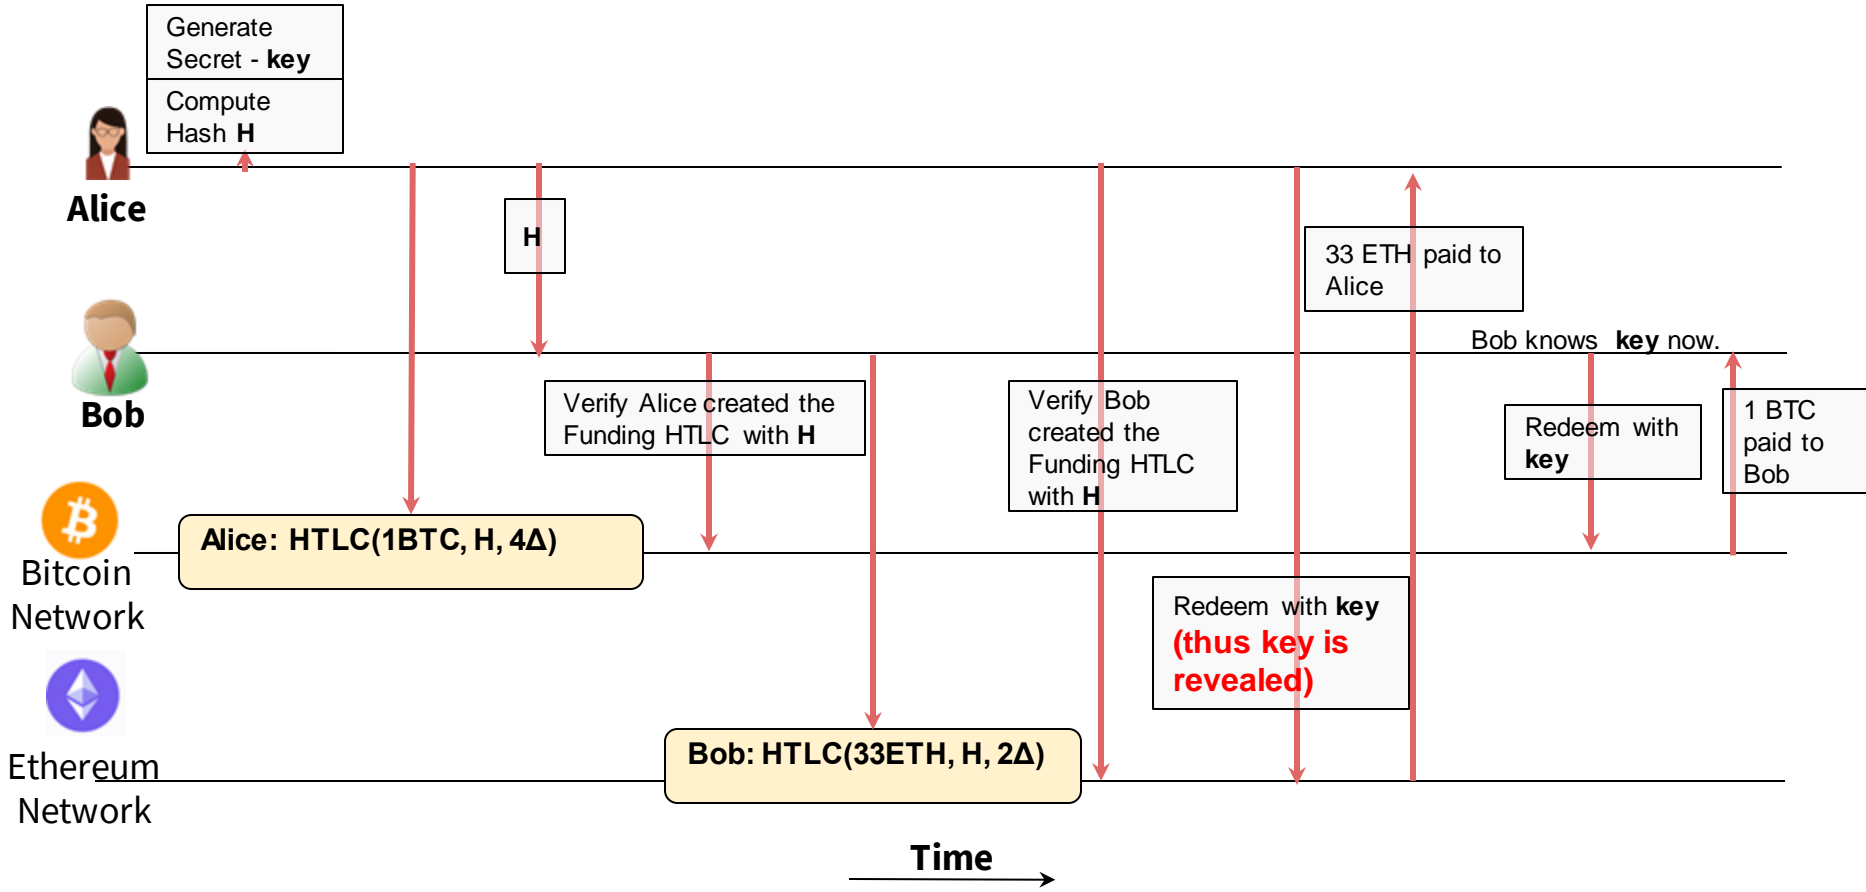 Generate
Secret - key
Compute
Hash H
Alice
H
33 ETH paid to
Alice
Bob knows key now.
Bob
Verify Alice created the
Funding HTLC with H
Verify Bob
created the
Funding HTLC
with H
Redeem with
key
1 BTC
paid to
Bob
Alice: HTLC(1BTC, H, 4Δ)
Bitcoin
Network
Redeem with key
(thus key is
revealed)
Bob: HTLC(33ETH, H, 2Δ)
Ethereum
Network
Time